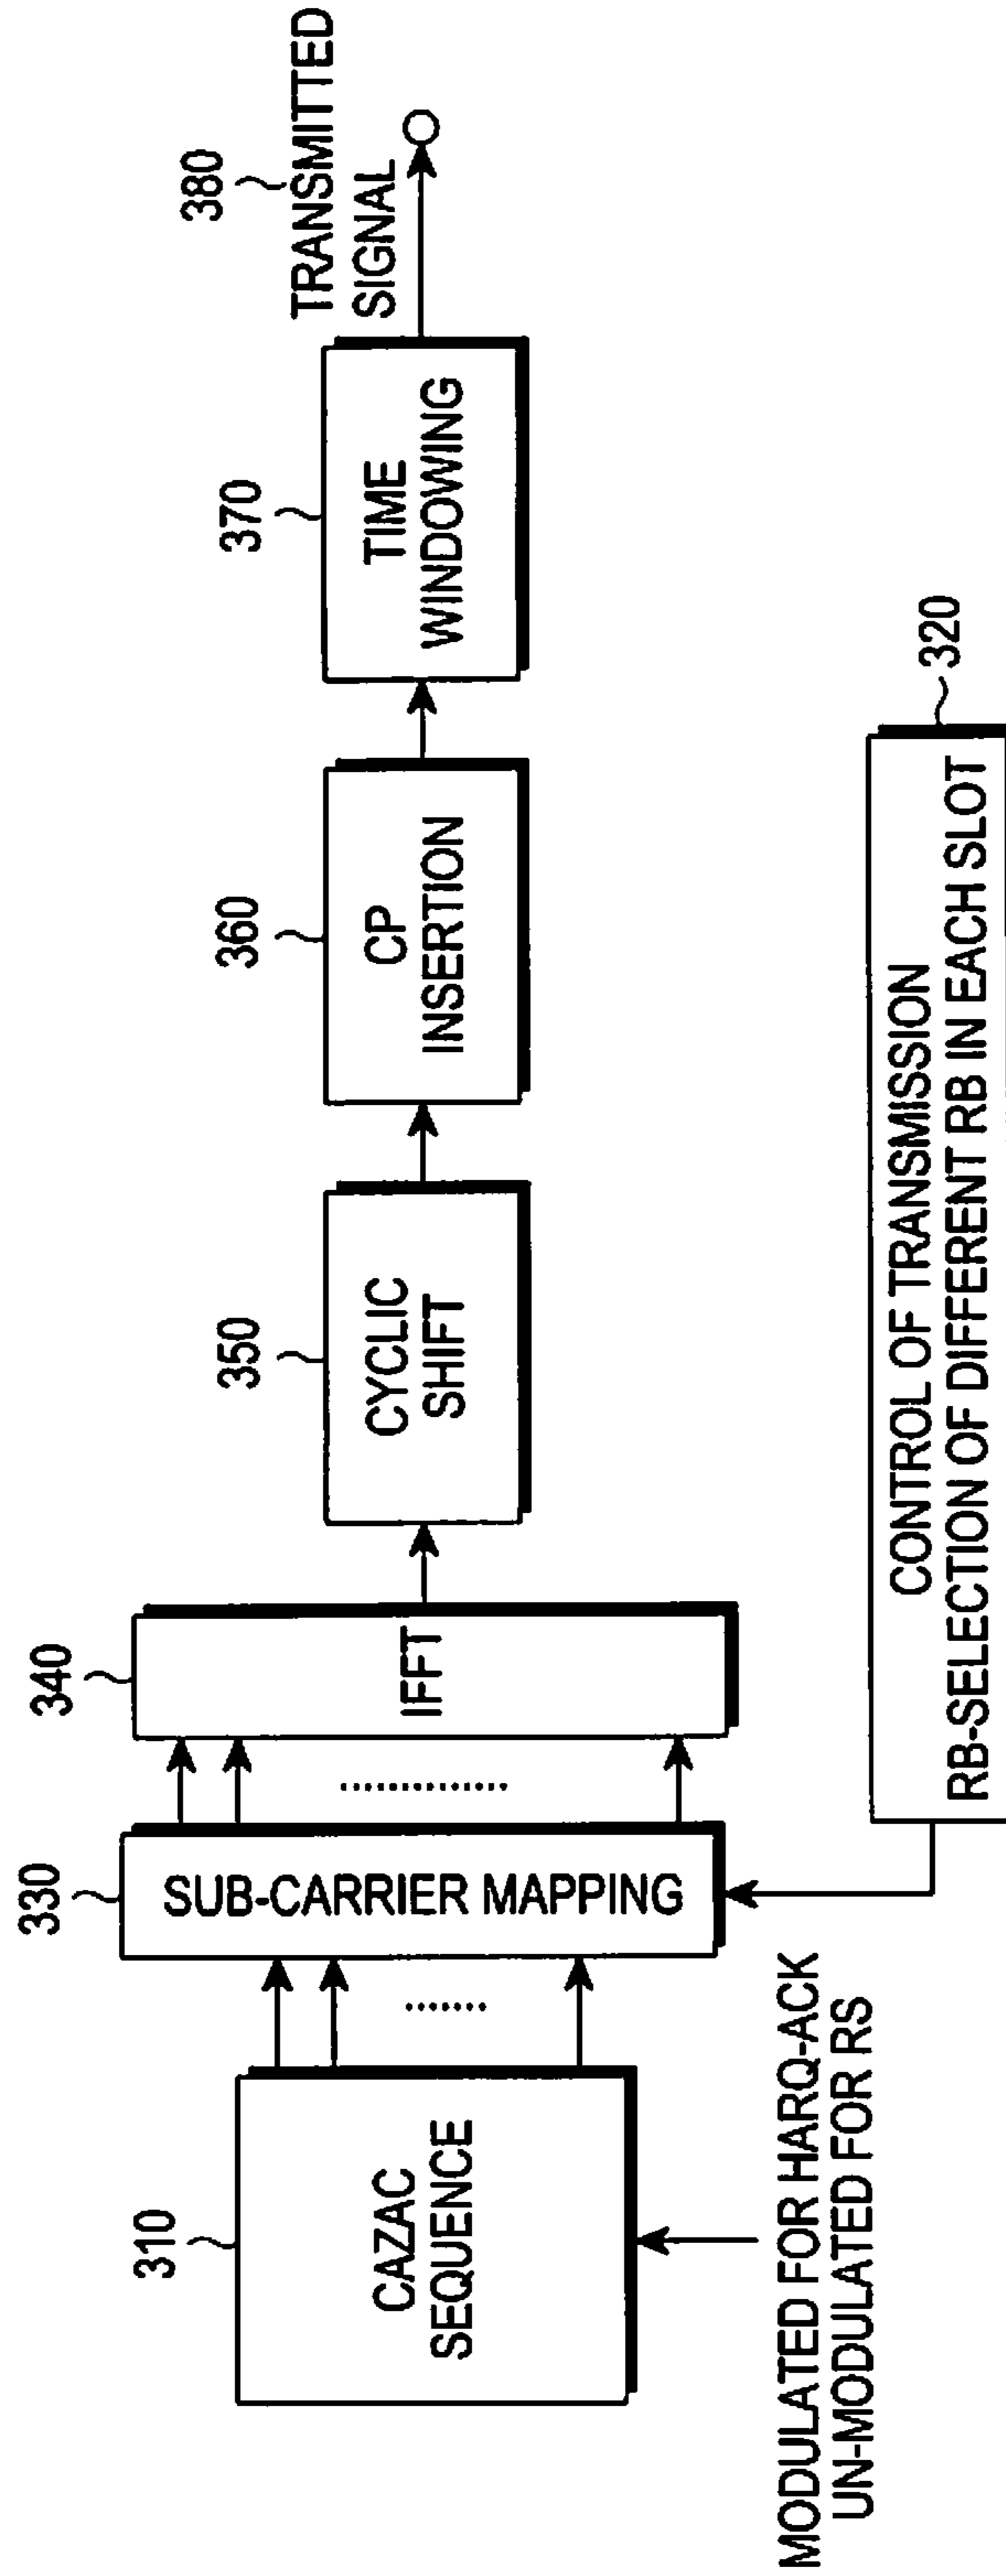 310
CAZAC
SEQUENCE
MODULATED FOR HARQ-ACK
UN-MODULATED FOR RS
330
SUB-CARRIER MAPPING
340
IFFT
350
CYCLIC
SHIFT
360
CP
INSERTION
370
TIME
WINDOWING
380
TRANSMITTED
SIGNAL
320
CONTROL OF TRANSMISSION
RB-SELECTION OF DIFFERENT RB IN EACH SLOT